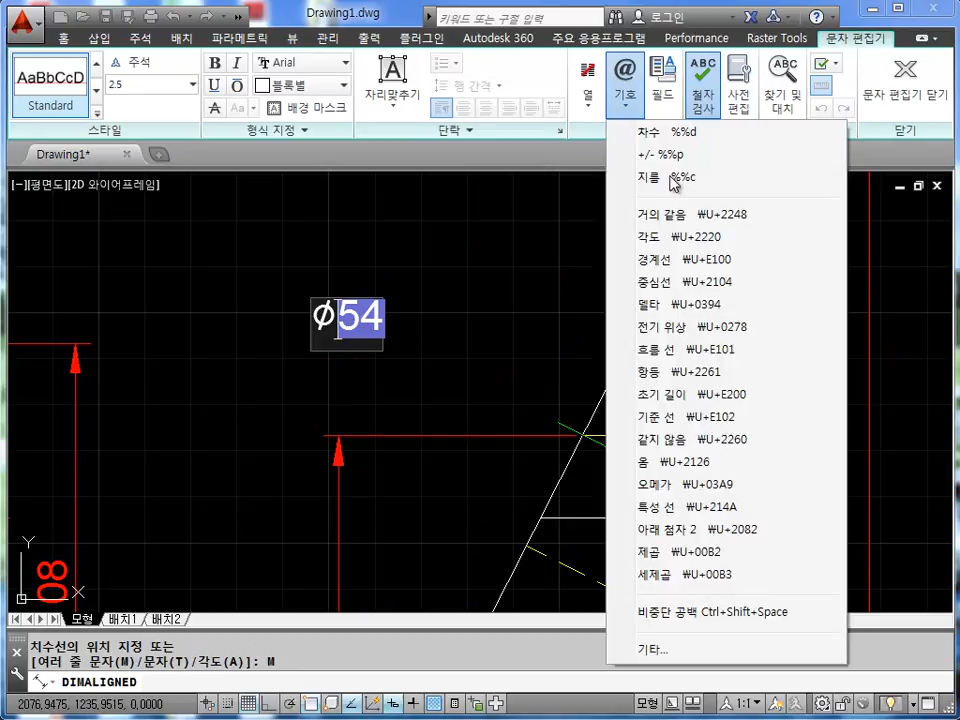 Drawing1.dwg
키워드 또는 구절 입력
로그인
홈 삽입 주석 배치 파라메트릭 뷰 관리 출력 플러그인 Autodesk 360 주요 응용프로그램 Performance Raster Tools 문자 편집기
AaBbCcD
Standard
주석
2.5
스타일
B I Arial
U O 블록별
A Aa 배경 마스크
형식 지정
A
자리맞추기
행 간격
단락
열
@
기호
필드
ABC
철자
검사
사전
편집
ABC
찾기 및
대치
문자 편집기 닫기
닫기
Drawing1*
[−][평면도][2D 와이어프레임]
차수 %%d
+/- %%p
지름 %%c
거의 같음 ₩U+2248
각도 ₩U+2220
경계선 ₩U+E100
중심선 ₩U+2104
델타 ₩U+0394
전기 위상 ₩U+0278
흐름 선 ₩U+E101
항등 ₩U+2261
초기 길이 ₩U+E200
기준 선 ₩U+E102
같지 않음 ₩U+2260
옴 ₩U+2126
오메가 ₩U+03A9
특성 선 ₩U+214A
아래 첨자 2 ₩U+2082
제곱 ₩U+00B2
세제곱 ₩U+00B3
비중단 공백 Ctrl+Shift+Space
기타...
Ø54
80
Y
X
모형 배치1 배치2
치수선의 위치 지정 또는
[여러 줄 문자(M)/문자(T)/각도(A)]: M
DIMALIGNED
2076,9475, 1235,9515, 0,0000
모형
1:1